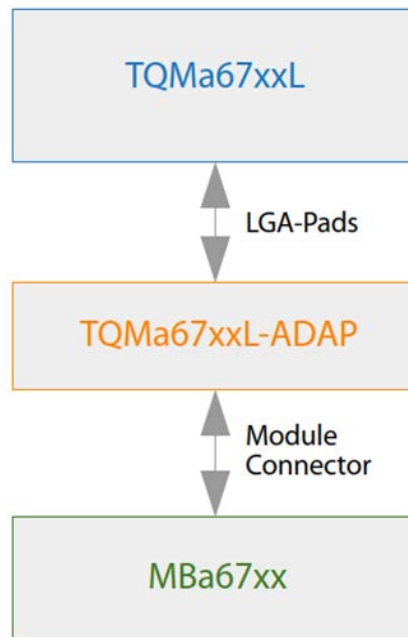 TQMa67xxL
LGA-Pads
TQMa67xxL-ADAP
Module
Connector
MBa67xx